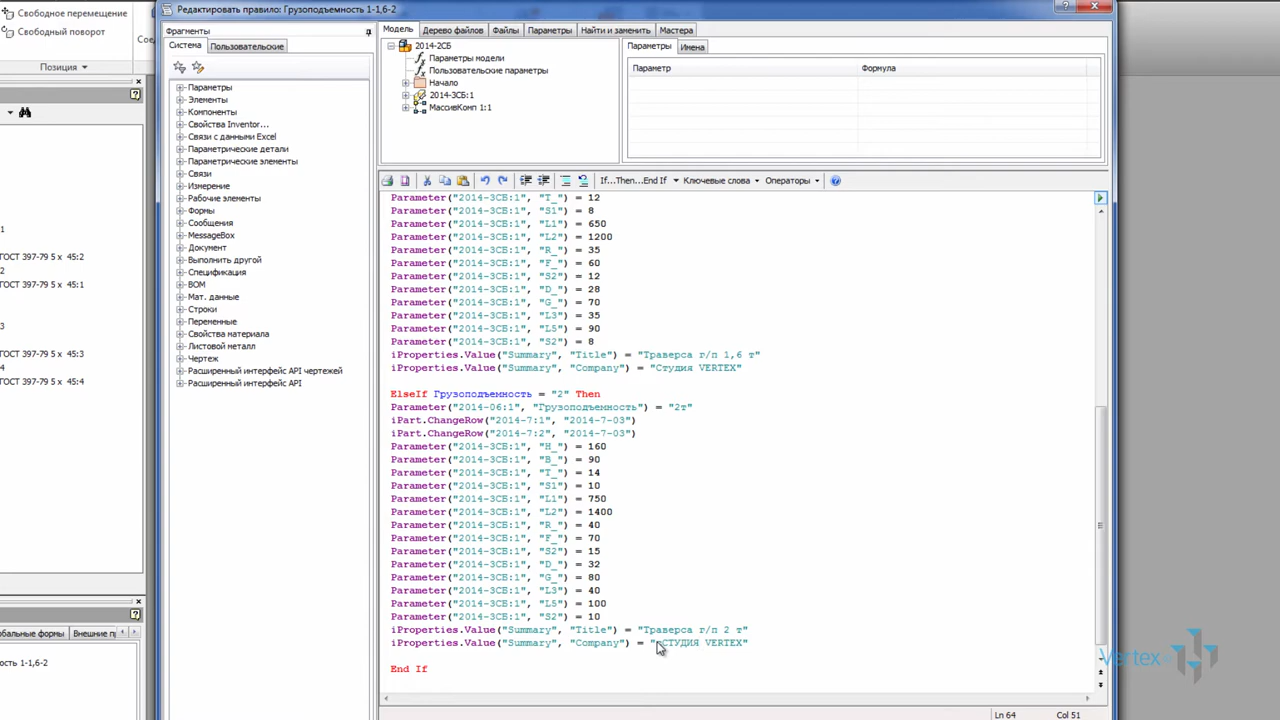 Редактировать правило: Грузоподъемность 1-1,6-2
Свободное перемещение
Свободный поворот
Позиция
ГОСТ 397-79 5 x 45:2
ГОСТ 397-79 5 x 45:1
ГОСТ 397-79 5 x 45:3
ГОСТ 397-79 5 x 45:4
Фрагменты
Система Пользовательские
Параметры
Элементы
Компоненты
Свойства Inventor...
Связи с данными Excel
Параметрические детали
Параметрические элементы
Связи
Измерение
Рабочие элементы
Формы
Сообщения
MessageBox
Документ
Выполнить другой
Спецификация
BOM
Мат. данные
Строки
Переменные
Свойства материала
Листовой металл
Чертеж
Расширенный интерфейс API чертежей
Расширенный интерфейс API
Модель Дерево файлов Файлы Параметры Найти и заменить Мастера
2014-2СБ
Параметры модели
Пользовательские параметры
Начало
2014-3СБ:1
МассивКомп 1:1
Параметры Имена
Параметр Формула
If...Then...End If Ключевые слова Операторы
Parameter("2014-3СБ:1", "T_") = 12
Parameter("2014-3СБ:1", "S1") = 8
Parameter("2014-3СБ:1", "L1") = 650
Parameter("2014-3СБ:1", "L2") = 1200
Parameter("2014-3СБ:1", "R_") = 35
Parameter("2014-3СБ:1", "F_") = 60
Parameter("2014-3СБ:1", "S2") = 12
Parameter("2014-3СБ:1", "D_") = 28
Parameter("2014-3СБ:1", "G_") = 70
Parameter("2014-3СБ:1", "L3") = 35
Parameter("2014-3СБ:1", "L5") = 90
Parameter("2014-3СБ:1", "S2") = 8
iProperties.Value("Summary", "Title") = "Траверса г/п 1,6 т"
iProperties.Value("Summary", "Company") = "Студия VERTEX"
ElseIf Грузоподъемность = "2" Then
Parameter("2014-06:1", "Грузоподъемность") = "2т"
iPart.ChangeRow("2014-7:1", "2014-7-03")
iPart.ChangeRow("2014-7:2", "2014-7-03")
Parameter("2014-3СБ:1", "H_") = 160
Parameter("2014-3СБ:1", "B_") = 90
Parameter("2014-3СБ:1", "T_") = 14
Parameter("2014-3СБ:1", "S1") = 10
Parameter("2014-3СБ:1", "L1") = 750
Parameter("2014-3СБ:1", "L2") = 1400
Parameter("2014-3СБ:1", "R_") = 40
Parameter("2014-3СБ:1", "F_") = 70
Parameter("2014-3СБ:1", "S2") = 15
Parameter("2014-3СБ:1", "D_") = 32
Parameter("2014-3СБ:1", "G_") = 80
Parameter("2014-3СБ:1", "L3") = 40
Parameter("2014-3СБ:1", "L5") = 100
Parameter("2014-3СБ:1", "S2") = 10
iProperties.Value("Summary", "Title") = "Траверса г/п 2 т"
iProperties.Value("Summary", "Company") = "СТУДИЯ VERTEX"
End If
Ln 64 Col 51
Vertex